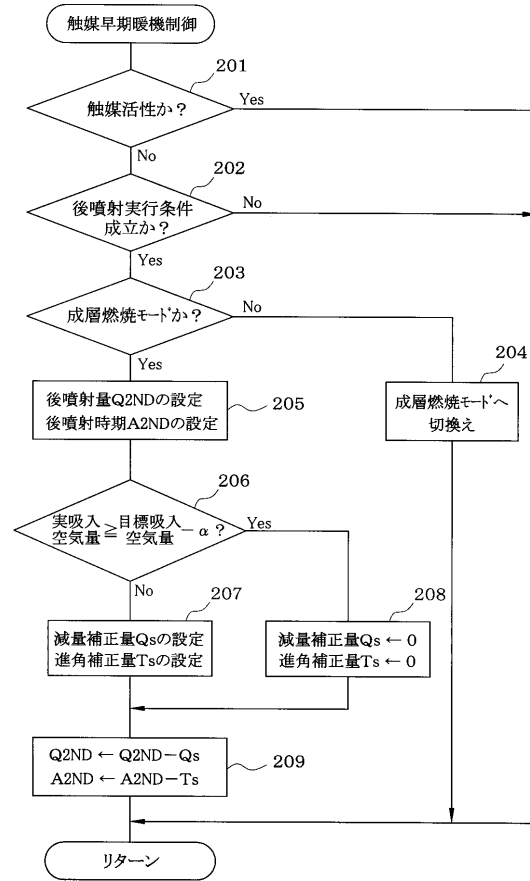 触媒早期暖機制御
201
触媒活性か？
Yes
No
202
後噴射実行条件
成立か？
No
Yes
203
成層燃焼ﾓｰﾄﾞか？
No
Yes
204
成層燃焼ﾓｰﾄﾞへ
切換え
後噴射量Q2NDの設定
後噴射時期A2NDの設定
205
206
実吸入≧目標吸入－α？
空気量 空気量
Yes
No
207
減量補正量Qsの設定
進角補正量Tsの設定
208
減量補正量Qs←0
進角補正量Ts←0
Q2ND←Q2ND－Qs
A2ND←A2ND－Ts
209
リターン